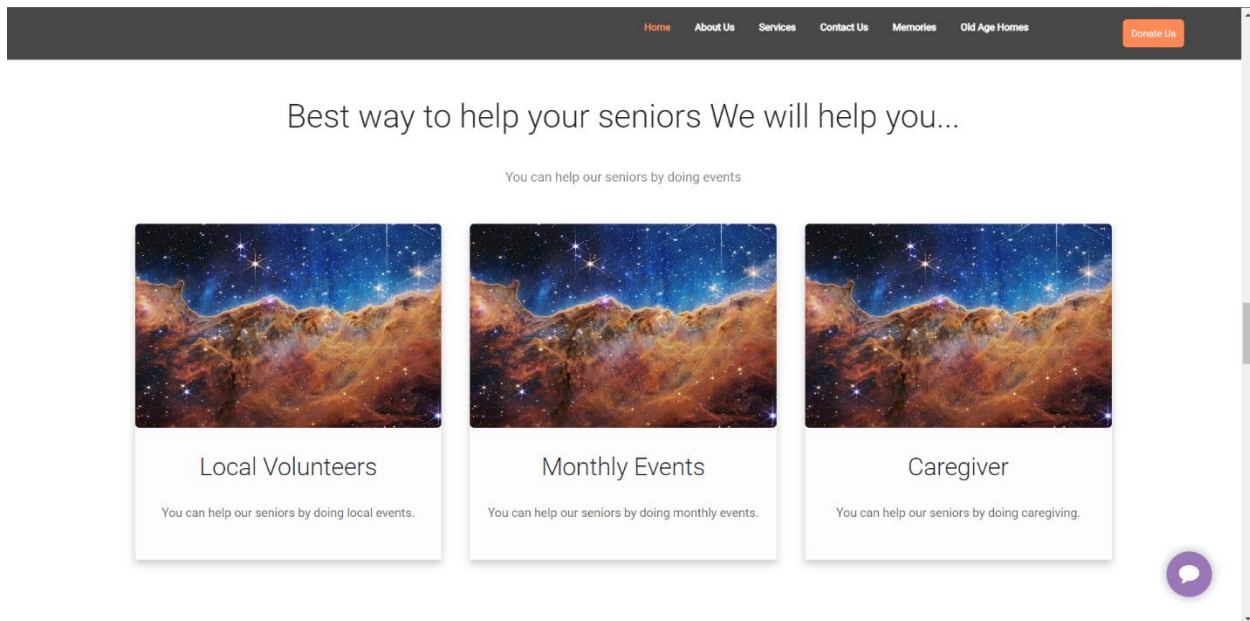 Home About Us Services Contact Us Memories Old Age Homes Donate Us
Best way to help your seniors We will help you...
You can help our seniors by doing events
Local Volunteers
You can help our seniors by doing local events.
Monthly Events
You can help our seniors by doing monthly events.
Caregiver
You can help our seniors by doing caregiving.